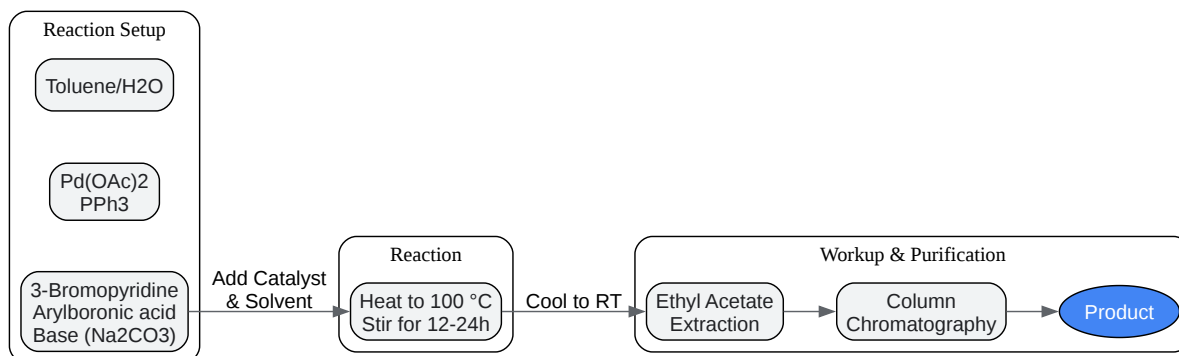 Reaction Setup
Toluene/H2O
Pd(OAc)2
PPh3
3-Bromopyridine
Arylboronic acid
Base (Na2CO3)
Add Catalyst
& Solvent
Reaction
Heat to 100 °C
Stir for 12-24h
Cool to RT
Workup & Purification
Ethyl Acetate
Extraction
Column
Chromatography
Product